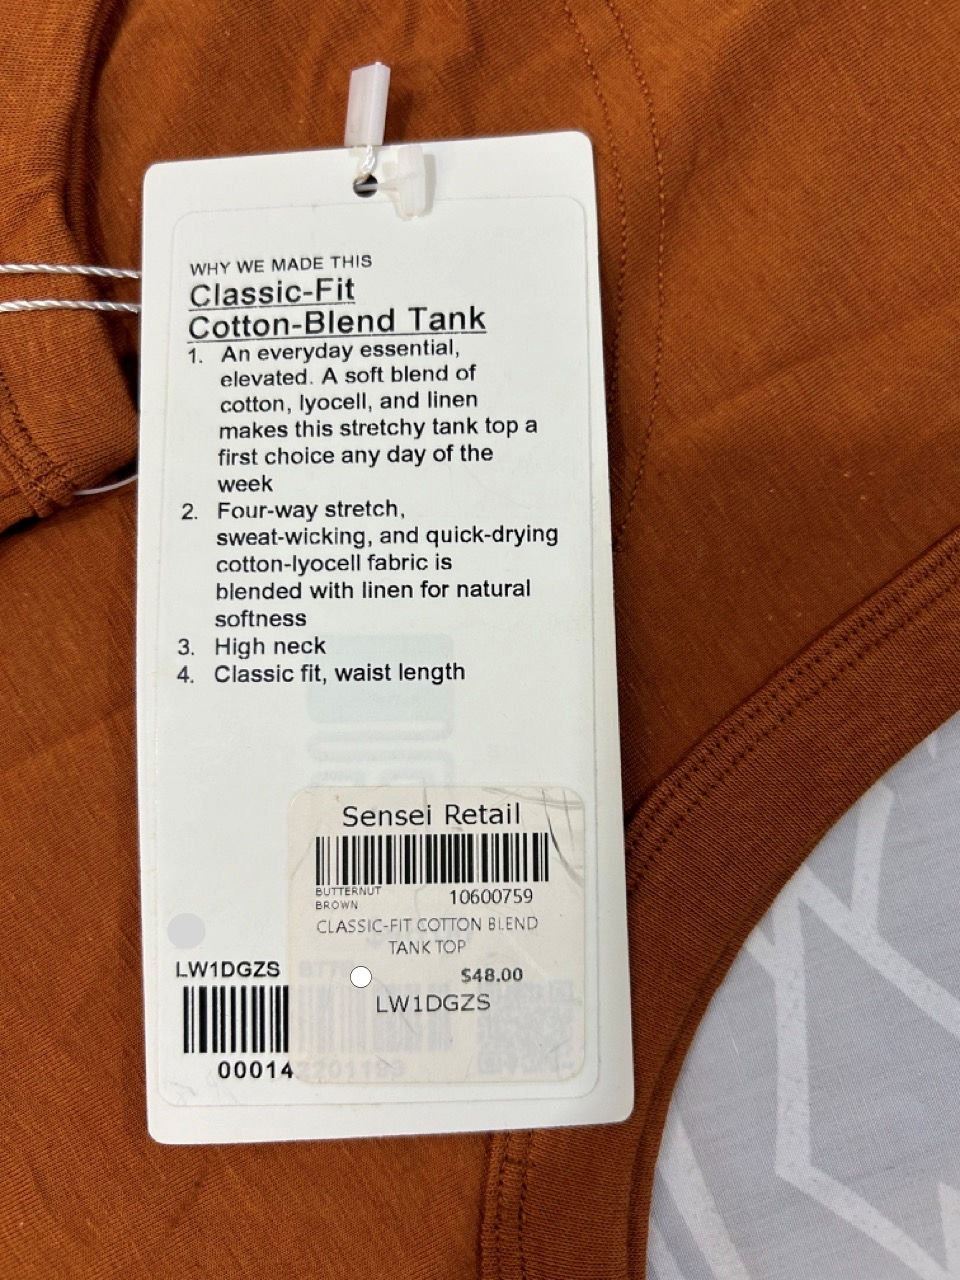 WHY WE MADE THIS
Classic-Fit
Cotton-Blend Tank
1. An everyday essential,
elevated. A soft blend of
cotton, lyocell, and linen
makes this stretchy tank top a
first choice any day of the
week
2. Four-way stretch,
sweat-wicking, and quick-drying
cotton-lyocell fabric is
blended with linen for natural
softness
3. High neck
4. Classic fit, waist length
Sensei Retail
BUTTERNUT
BROWN
10600759
CLASSIC-FIT COTTON BLEND
TANK TOP
$48.00
LW1DGZS
LW1DGZS
00014